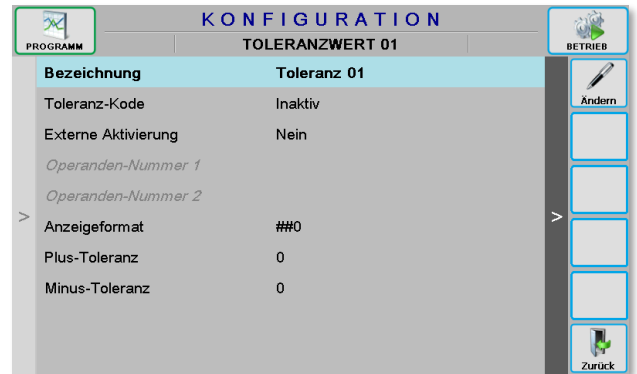 KONFIGURATION
PROGRAMM
TOLERANZWERT 01
BETRIEB
Bezeichnung Toleranz 01
Ändern
Toleranz-Kode Inaktiv
Externe Aktivierung Nein
Operanden-Nummer 1
Operanden-Nummer 2
> >
Anzeigeformat ##0
Plus-Toleranz 0
Minus-Toleranz 0
Zurück